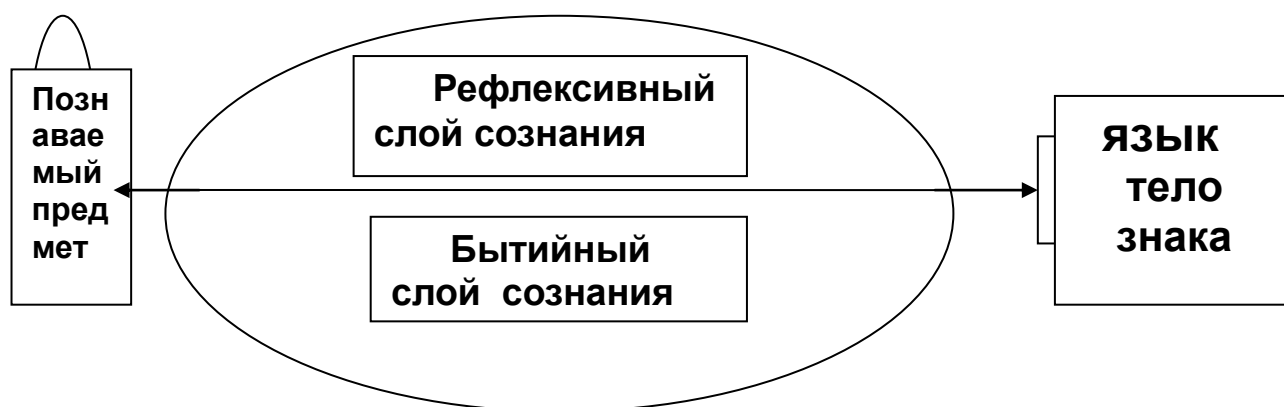 Позн
авае
мый
пред
мет
Рефлексивный
слой сознания
Бытийный
слой сознания
язык
тело
знака